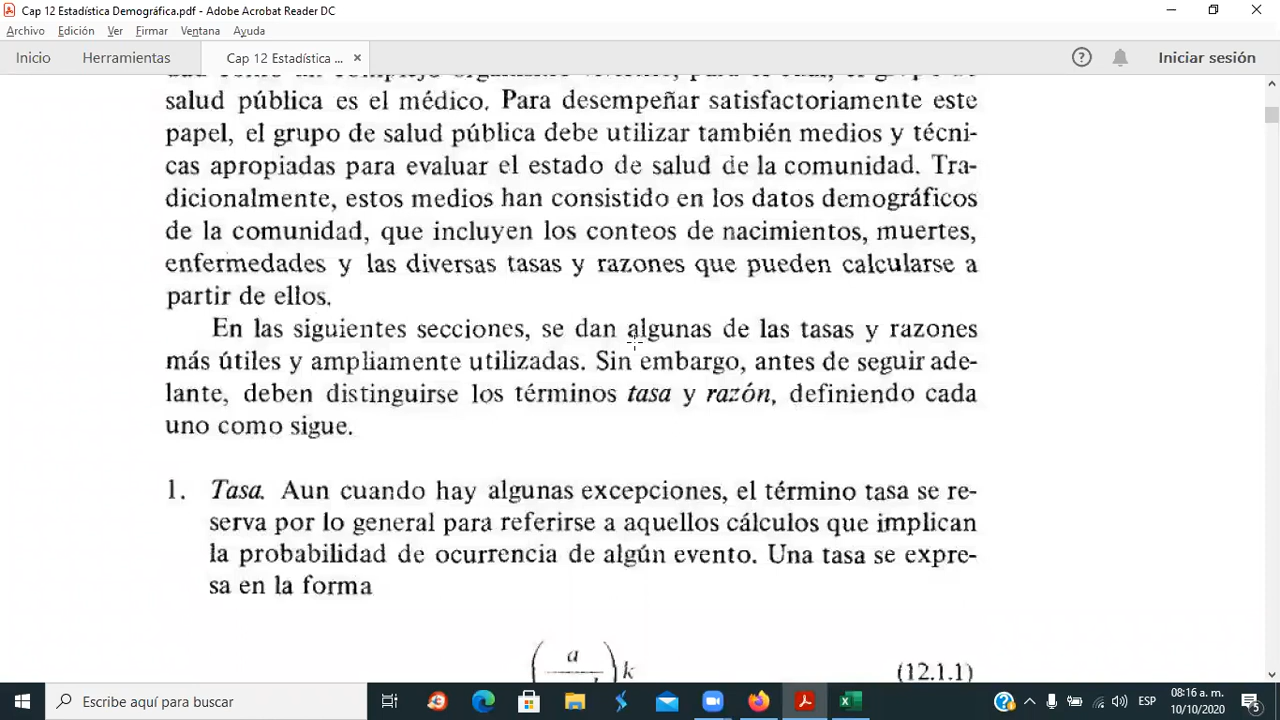 Cap 12 Estadística Demográfica.pdf - Adobe Acrobat Reader DC
Archivo Edición Ver Firmar Ventana Ayuda
Inicio Herramientas Cap 12 Estadística ... × Iniciar sesión
salud pública es el médico. Para desempeñar satisfactoriamente este
papel, el grupo de salud pública debe utilizar también medios y técni-
cas apropiadas para evaluar el estado de salud de la comunidad. Tra-
dicionalmente, estos medios han consistido en los datos demográficos
de la comunidad, que incluyen los conteos de nacimientos, muertes,
enfermedades y las diversas tasas y razones que pueden calcularse a
partir de ellos.
En las siguientes secciones, se dan algunas de las tasas y razones
más útiles y ampliamente utilizadas. Sin embargo, antes de seguir ade-
lante, deben distinguirse los términos tasa y razón, definiendo cada
uno como sigue.
1. Tasa. Aun cuando hay algunas excepciones, el término tasa se re-
serva por lo general para referirse a aquellos cálculos que implican
la probabilidad de ocurrencia de algún evento. Una tasa se expre-
sa en la forma
(a) k (12.1.1)
Escribe aquí para buscar
ESP
08:16 a. m.
10/10/2020
5